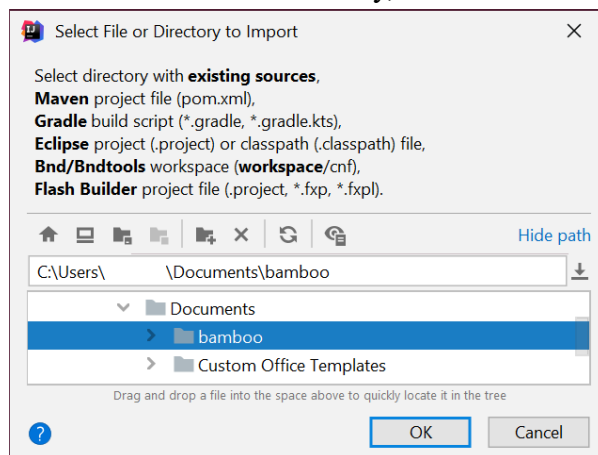 Select File or Directory to Import
Select directory with existing sources,
Maven project file (pom.xml),
Gradle build script (*.gradle, *.gradle.kts),
Eclipse project (.project) or classpath (.classpath) file,
Bnd/Bndtools workspace (workspace/cnf),
Flash Builder project file (.project, *.fxp, *.fxpl).
Hide path
C:\Users\ \Documents\bamboo
Documents
bamboo
Custom Office Templates
Drag and drop a file into the space above to quickly locate it in the tree
? OK Cancel